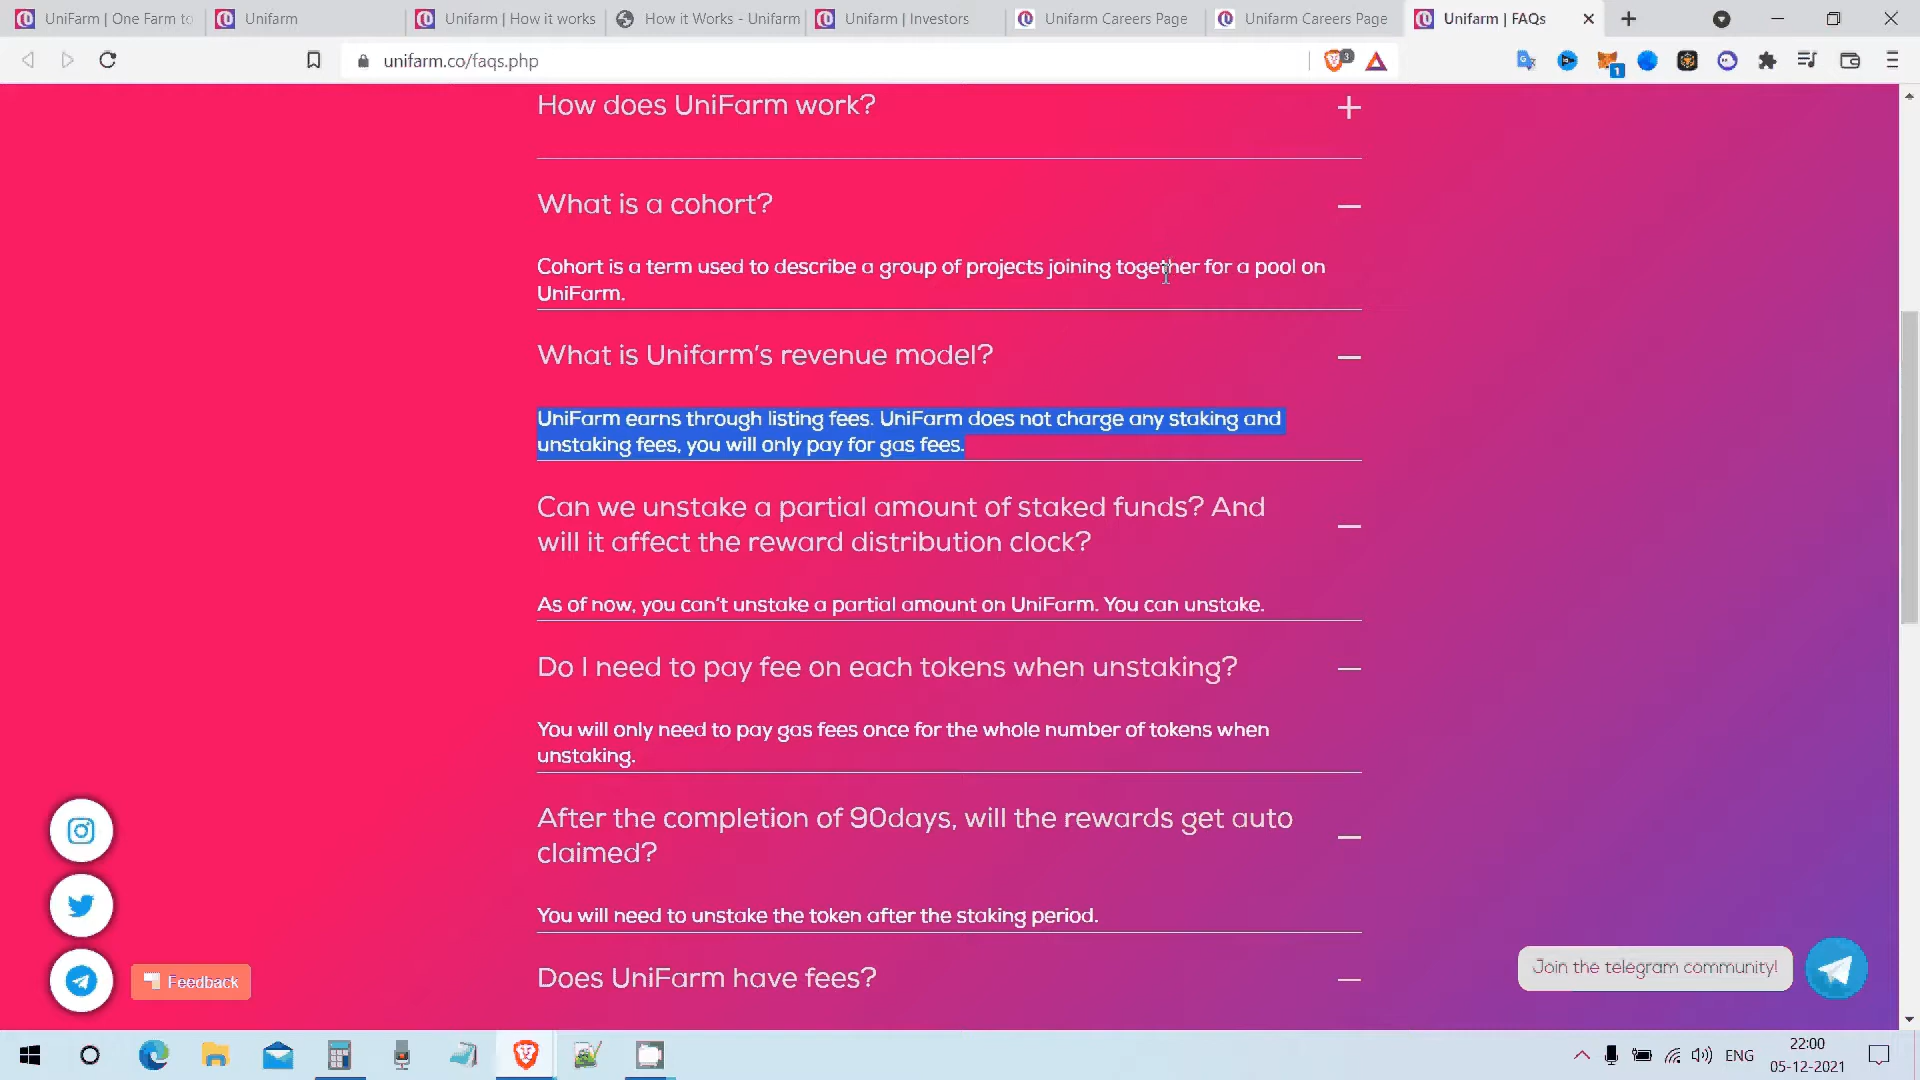 UniFarm | One Farm to
Unifarm
Unifarm | How it works
How it Works - Unifarm
Unifarm | Investors
Unifarm Careers Page
Unifarm Careers Page
Unifarm | FAQs
unifarm.co/faqs.php
3
1
How does UniFarm work?
What is a cohort?
Cohort is a term used to describe a group of projects joining together for a pool on
UniFarm.
What is Unifarm's revenue model?
UniFarm earns through listing fees. UniFarm does not charge any staking and
unstaking fees, you will only pay for gas fees.
Can we unstake a partial amount of staked funds? And
will it affect the reward distribution clock?
As of now, you can't unstake a partial amount on UniFarm. You can unstake.
Do I need to pay fee on each tokens when unstaking?
You will only need to pay gas fees once for the whole number of tokens when
unstaking.
After the completion of 90days, will the rewards get auto
claimed?
You will need to unstake the token after the staking period.
Does UniFarm have fees?
Feedback
Join the telegram community!
ENG
22:00
05-12-2021